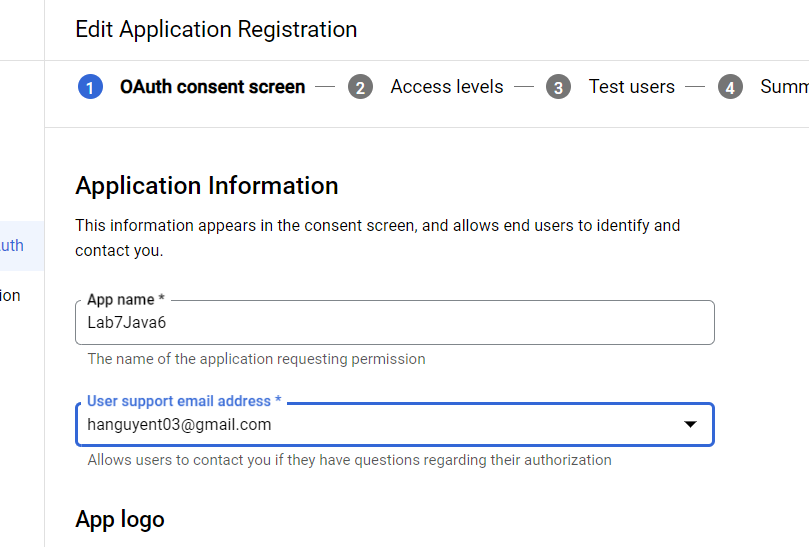 Edit Application Registration
1 OAuth consent screen — 2 Access levels — 3 Test users — 4 Summ
Application Information
This information appears in the consent screen, and allows end users to identify and
contact you.
uth
ion
App name *
Lab7Java6
The name of the application requesting permission
User support email address *
hanguyent03@gmail.com
Allows users to contact you if they have questions regarding their authorization
App logo